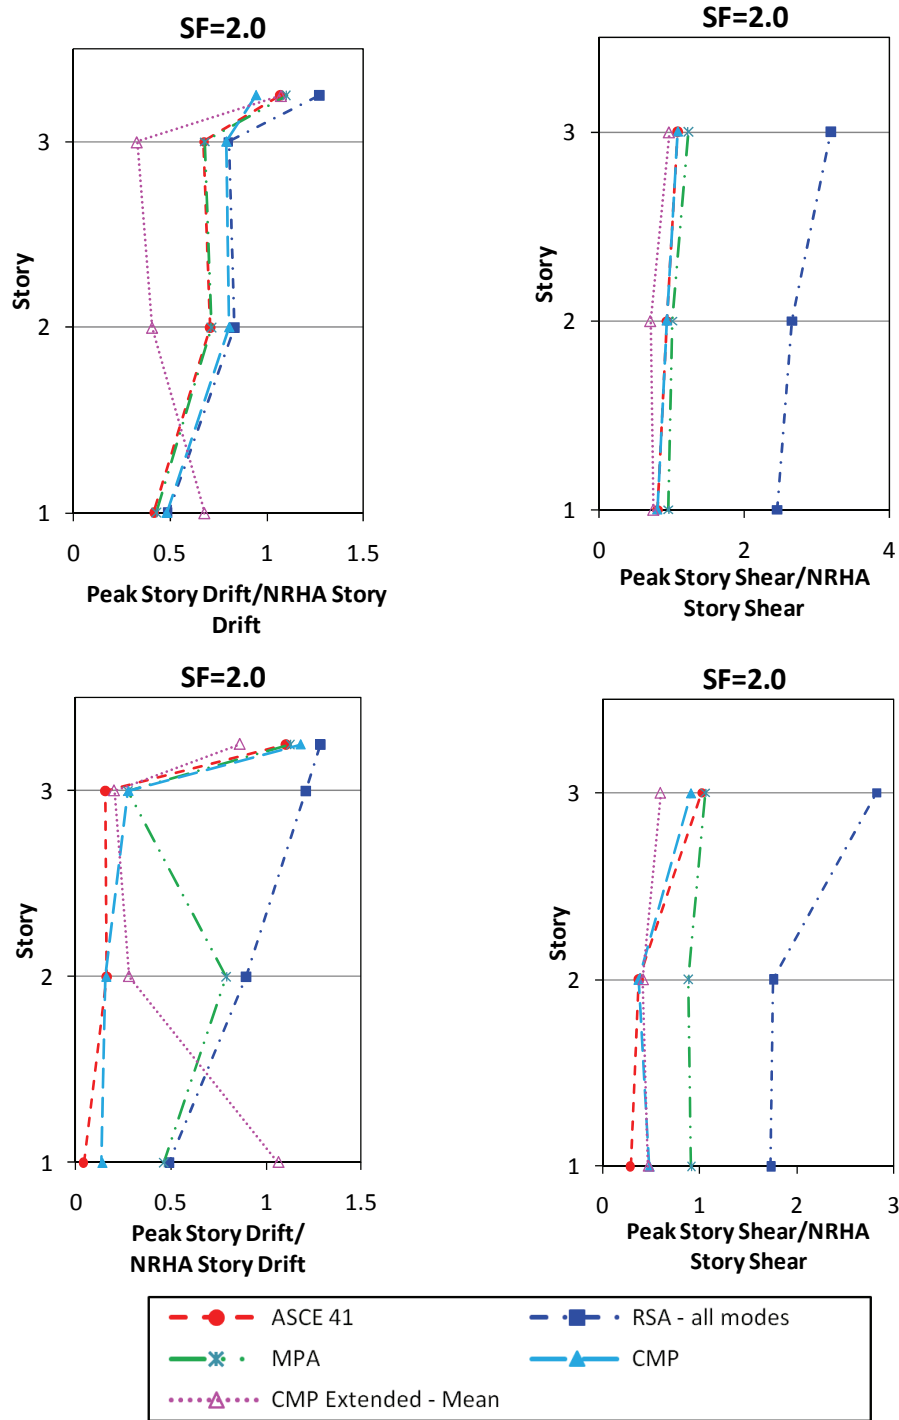 SF=2.0
3
2
1
Story
0 0.5 1 1.5
Peak Story Drift/NRHA Story
Drift
SF=2.0
3
2
1
Story
0 2 4
Peak Story Shear/NRHA
Story Shear
SF=2.0
3
2
1
Story
0 0.5 1 1.5
Peak Story Drift/
NRHA Story Drift
SF=2.0
3
2
1
Story
0 1 2 3
Peak Story Shear/NRHA
Story Shear
ASCE 41
RSA - all modes
MPA
CMP
CMP Extended - Mean